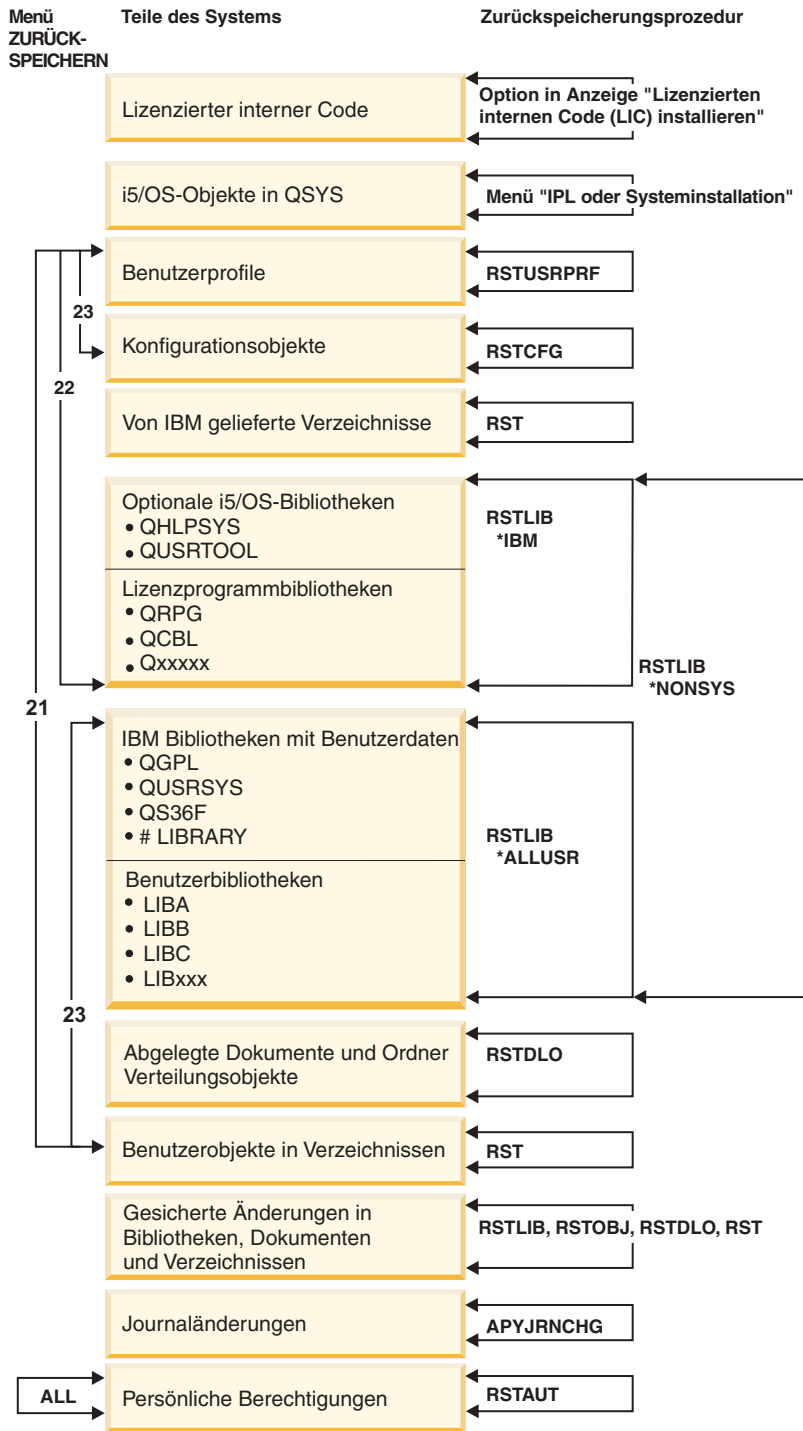 Menü
ZURÜCK-
SPEICHERN
Teile des Systems
Zurückspeicherungsprozedur
Lizenzierter interner Code
Option in Anzeige "Lizenzierten
internen Code (LIC) installieren"
i5/OS-Objekte in QSYS
Menü "IPL oder Systeminstallation"
Benutzerprofile
RSTUSRPRF
23
Konfigurationsobjekte
RSTCFG
22
Von IBM gelieferte Verzeichnisse
RST
Optionale i5/OS-Bibliotheken
• QHLPSYS
• QUSRTOOL
RSTLIB
*IBM
Lizenzprogrammbibliotheken
• QRPG
• QCBL
• Qxxxxx
RSTLIB
*NONSYS
21
IBM Bibliotheken mit Benutzerdaten
• QGPL
• QUSRSYS
• QS36F
• # LIBRARY
RSTLIB
*ALLUSR
Benutzerbibliotheken
• LIBA
• LIBB
• LIBC
• LIBxxx
23
Abgelegte Dokumente und Ordner
Verteilungsobjekte
RSTDLO
Benutzerobjekte in Verzeichnissen
RST
Gesicherte Änderungen in
Bibliotheken, Dokumenten
und Verzeichnissen
RSTLIB, RSTOBJ, RSTDLO, RST
Journaländerungen
APYJRNCHG
ALL
Persönliche Berechtigungen
RSTAUT